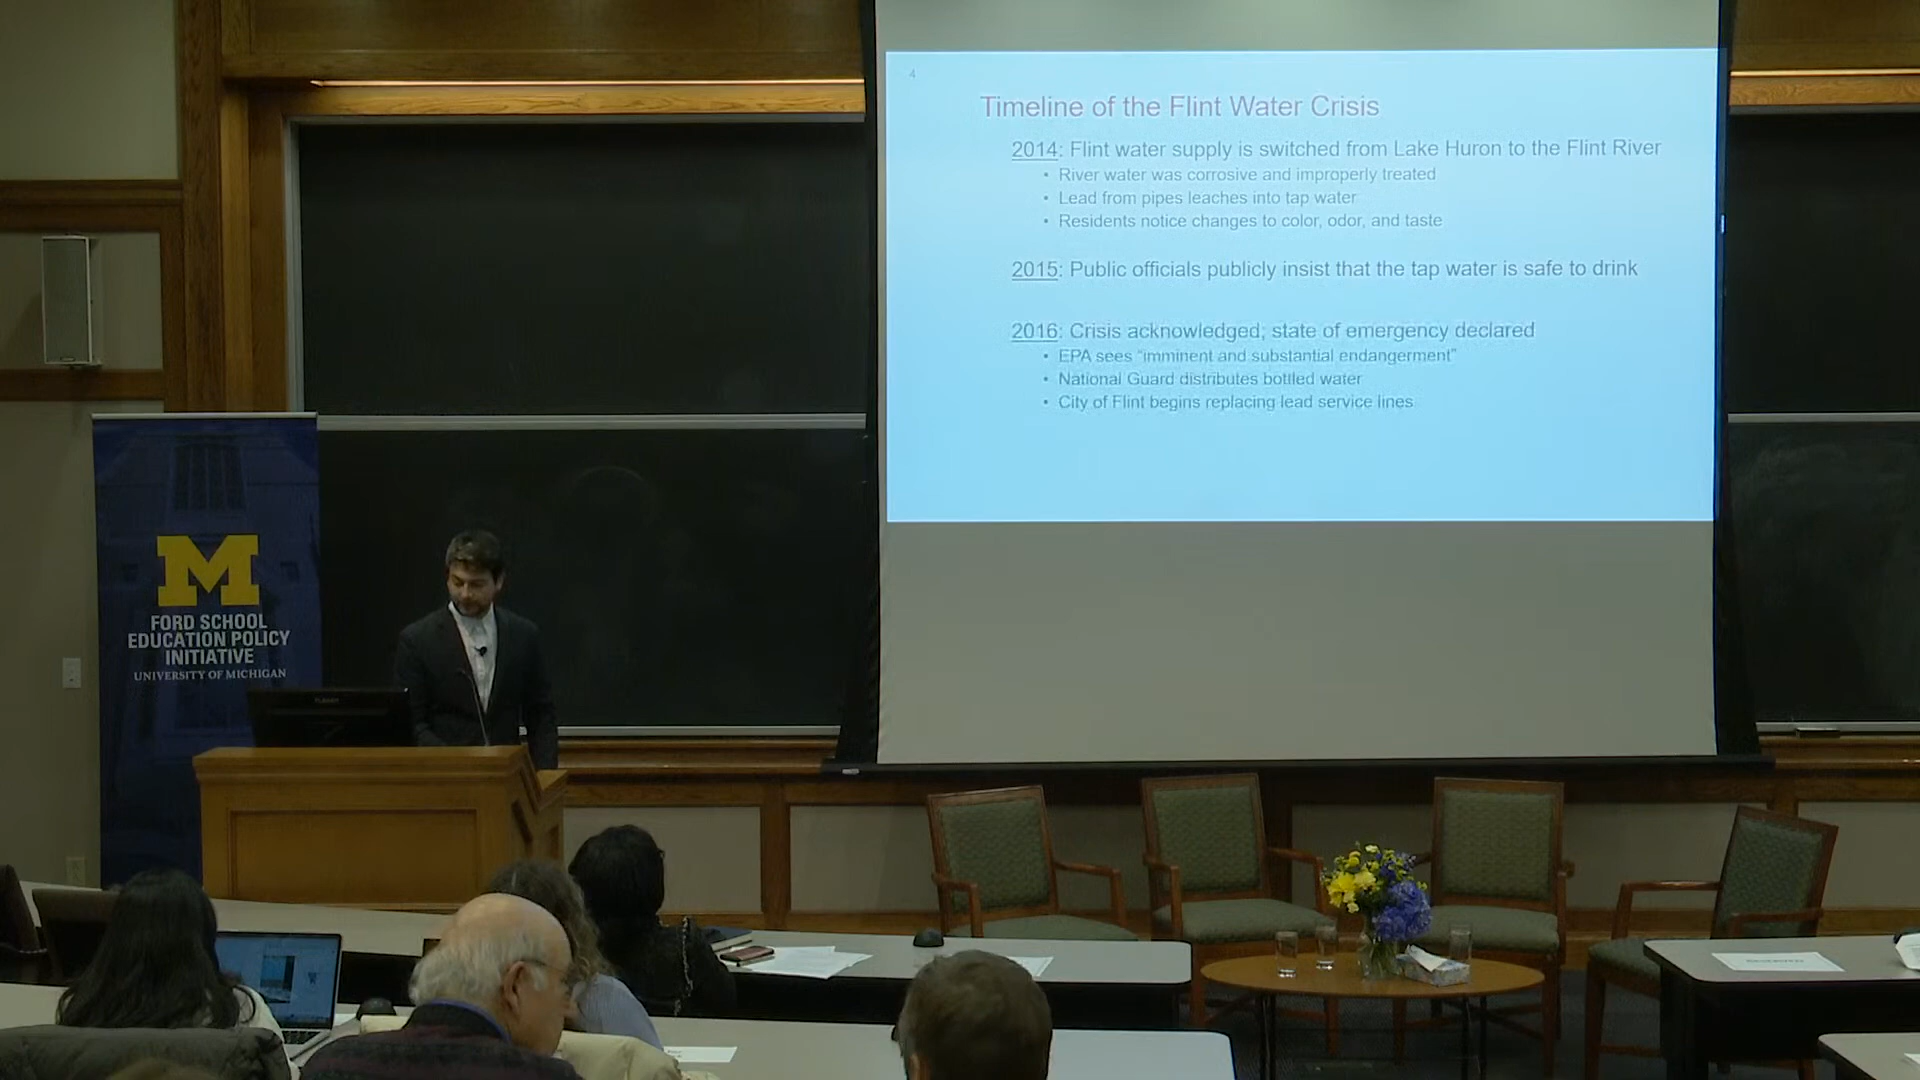 4
Timeline of the Flint Water Crisis
2014: Flint water supply is switched from Lake Huron to the Flint River
• River water was corrosive and improperly treated
• Lead from pipes leaches into tap water
• Residents notice changes to color, odor, and taste
2015: Public officials publicly insist that the tap water is safe to drink
2016: Crisis acknowledged; state of emergency declared
• EPA sees “imminent and substantial endangerment”
• National Guard distributes bottled water
• City of Flint begins replacing lead service lines
M
FORD SCHOOL
EDUCATION POLICY
INITIATIVE
UNIVERSITY OF MICHIGAN